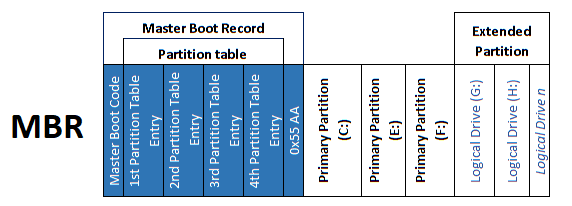 MBR
Master Boot Record
Partition table
Master Boot Code
1st Partition Table
Entry
2nd Partition Table
Entry
3rd Partition Table
Entry
4th Partition Table
Entry
0x55 AA
Primary Partition
(C:)
Primary Partition
(E:)
Primary Partition
(F:)
Extended
Partition
Logical Drive (G:)
Logical Drive (H:)
Logical Drive n